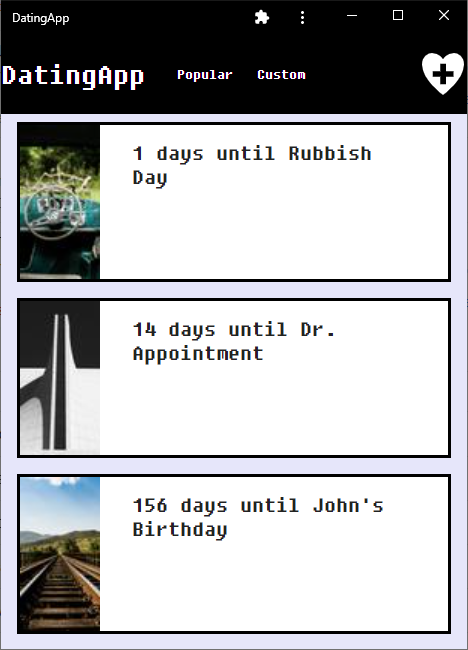 DatingApp
DatingApp Popular Custom
1 days until Rubbish
Day
14 days until Dr.
Appointment
156 days until John's
Birthday